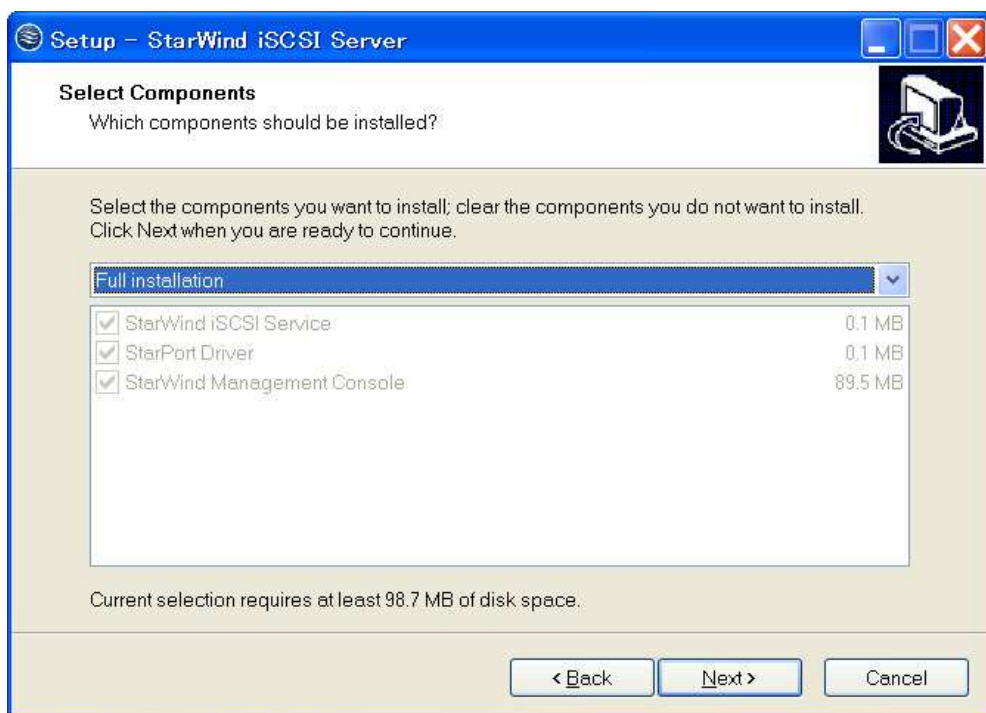 Setup - StarWind iSCSI Server
Select Components
Which components should be installed?
Select the components you want to install; clear the components you do not want to install.
Click Next when you are ready to continue.
Full installation
StarWind iSCSI Service 0.1 MB
StarPort Driver 0.1 MB
StarWind Management Console 89.5 MB
Current selection requires at least 98.7 MB of disk space.
< Back Next > Cancel